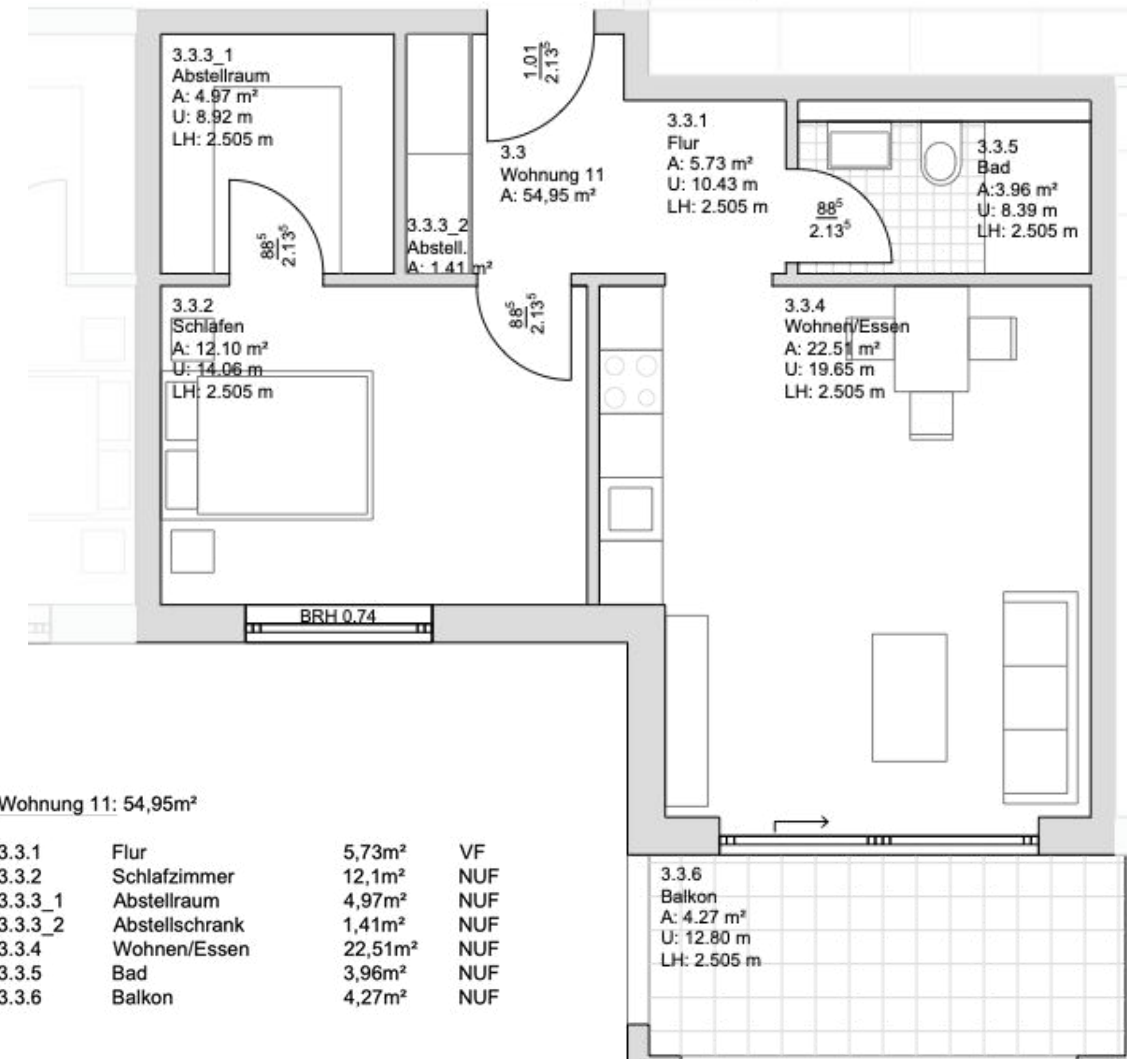 3.3.3_1
Abstellraum
A: 4.97 m²
U: 8.92 m
LH: 2.505 m
1.01
2.13⁵
3.3
Wohnung 11
A: 54,95 m²
3.3.1
Flur
A: 5.73 m²
U: 10.43 m
LH: 2.505 m
3.3.5
Bad
A:3.96 m²
U: 8.39 m
LH: 2.505 m
88⁵
2.13⁵
88⁵
2.13⁵
3.3.3_2
Abstell.
A: 1.41 m²
88⁵
2.13⁵
3.3.2
Schlafen
A: 12.10 m²
U: 14.06 m
LH: 2.505 m
3.3.4
Wohnen/Essen
A: 22.51 m²
U: 19.65 m
LH: 2.505 m
BRH 0.74
Wohnung 11: 54,95m²
3.3.1 Flur 5,73m² VF
3.3.2 Schlafzimmer 12,1m² NUF
3.3.3_1 Abstellraum 4,97m² NUF
3.3.3_2 Abstellschrank 1,41m² NUF
3.3.4 Wohnen/Essen 22,51m² NUF
3.3.5 Bad 3,96m² NUF
3.3.6 Balkon 4,27m² NUF
3.3.6
Balkon
A: 4.27 m²
U: 12.80 m
LH: 2.505 m